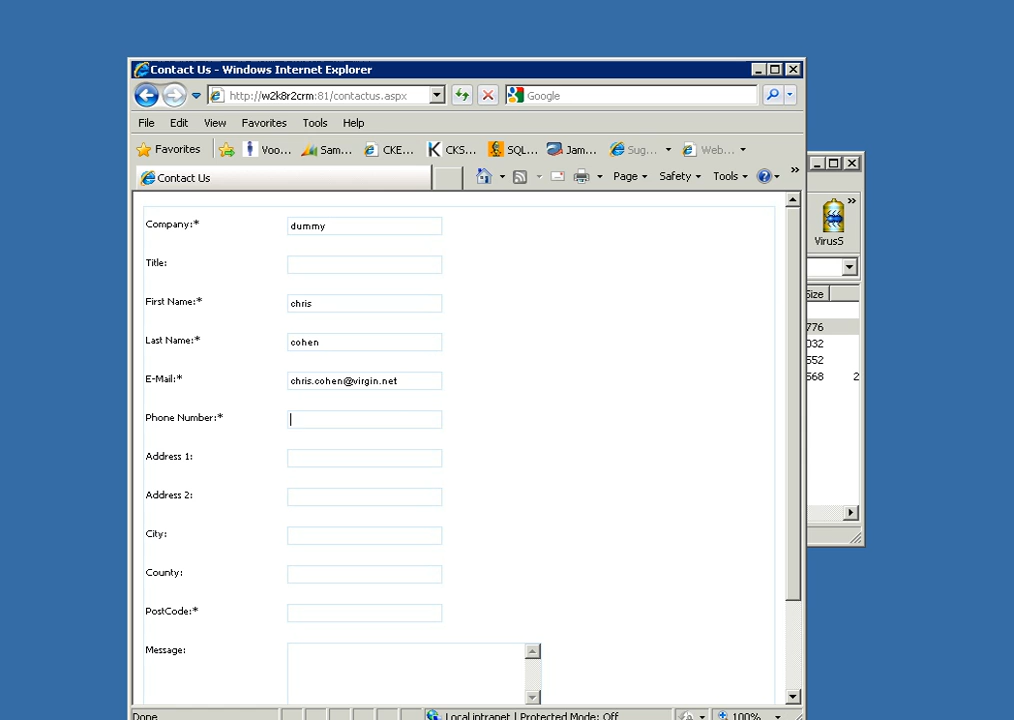 Contact Us - Windows Internet Explorer
http://w2k8r2crm:81/contactus.aspx
Google
File Edit View Favorites Tools Help
Favorites Voo... Sam... CKE... CKS... SQL... Jam... Sug... Web...
Contact Us
Page Safety Tools
Company:* dummy
Title:
First Name:* chris
Last Name:* cohen
E-Mail:* chris.cohen@virgin.net
Phone Number:*
Address 1:
Address 2:
City:
County:
PostCode:*
Message:
Done Local intranet | Protected Mode: Off 100%
VirusS
Size
776
032
552
568 2